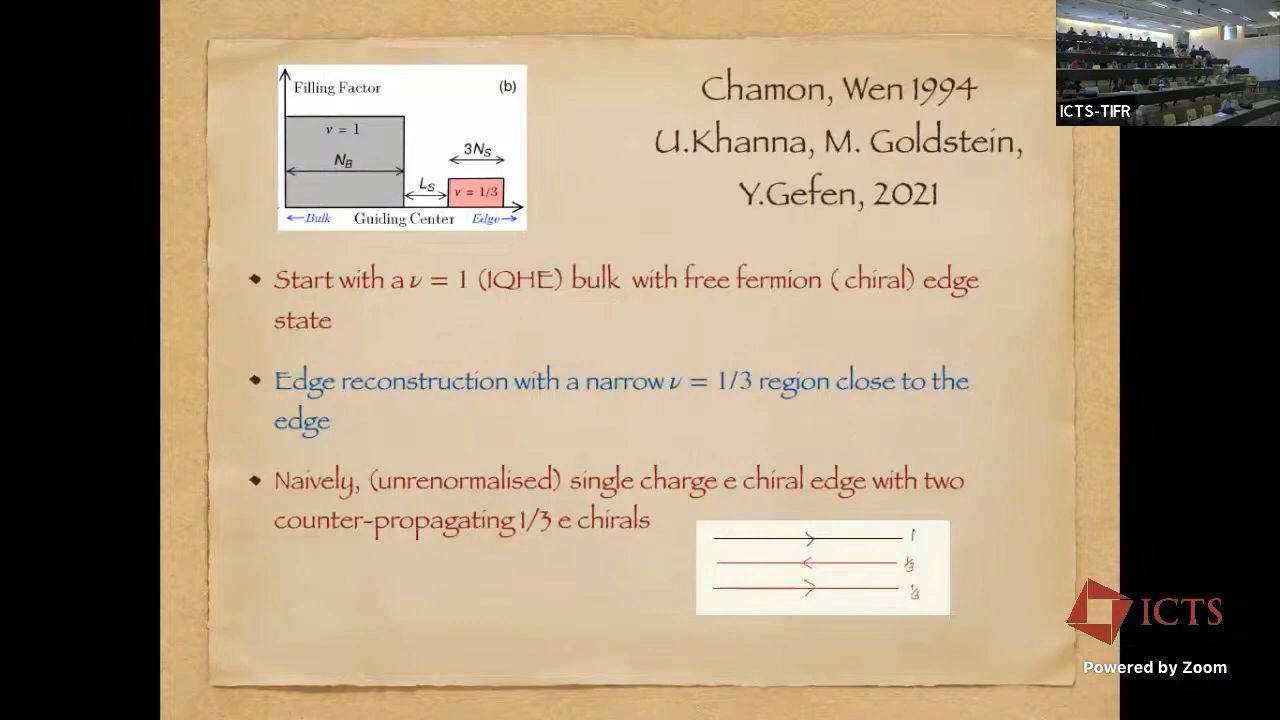 Filling Factor
(b)
ν = 1
N_B
3N_S
L_S
ν = 1/3
←Bulk
Guiding Center
Edge→
Chamon, Wen 1994
U.Khanna, M. Goldstein,
Y.Gefen, 2021
ICTS-TIFR
• Start with a ν = 1 (IQHE) bulk with free fermion ( chiral) edge
state
• Edge reconstruction with a narrow ν = 1/3 region close to the
edge
• Naively, (unrenormalised) single charge e chiral edge with two
counter-propagating 1/3 e chirals
1
1/3
1/3
ICTS
Powered by Zoom